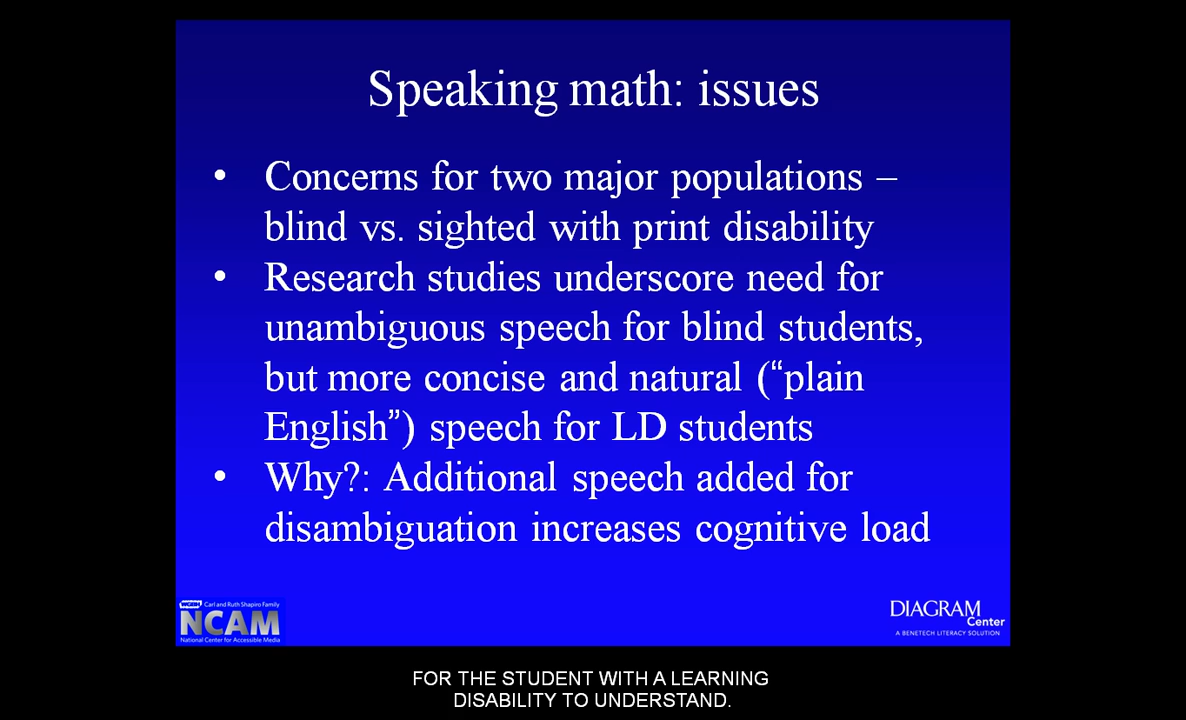 Speaking math: issues
• Concerns for two major populations –
blind vs. sighted with print disability
• Research studies underscore need for
unambiguous speech for blind students,
but more concise and natural (“plain
English”) speech for LD students
• Why?: Additional speech added for
disambiguation increases cognitive load
WGBH Carl and Ruth Shapiro Family
NCAM
National Center for Accessible Media
DIAGRAM
Center
A BENETECH LITERACY SOLUTION
FOR THE STUDENT WITH A LEARNING
DISABILITY TO UNDERSTAND.